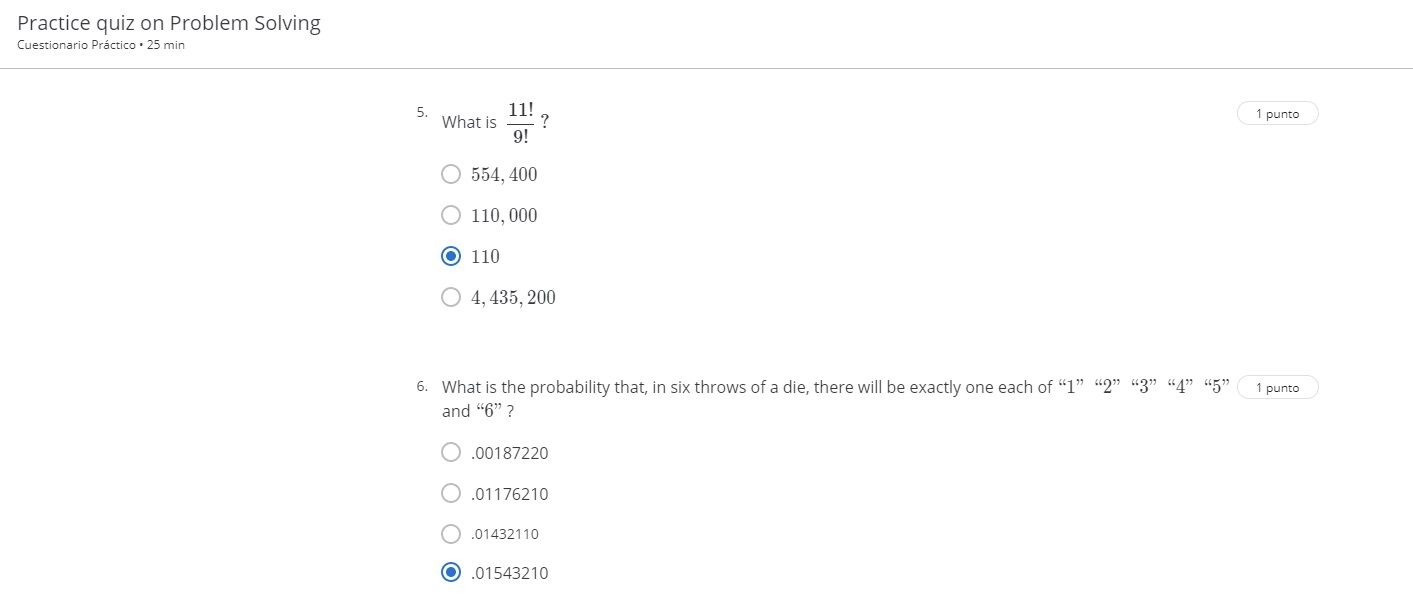 Practice quiz on Problem Solving
Cuestionario Práctico • 25 min
5. What is 11!/9! ?
1 punto
554, 400
110, 000
110
4, 435, 200
6. What is the probability that, in six throws of a die, there will be exactly one each of “1” “2” “3” “4” “5”
1 punto
and “6” ?
.00187220
.01176210
.01432110
.01543210